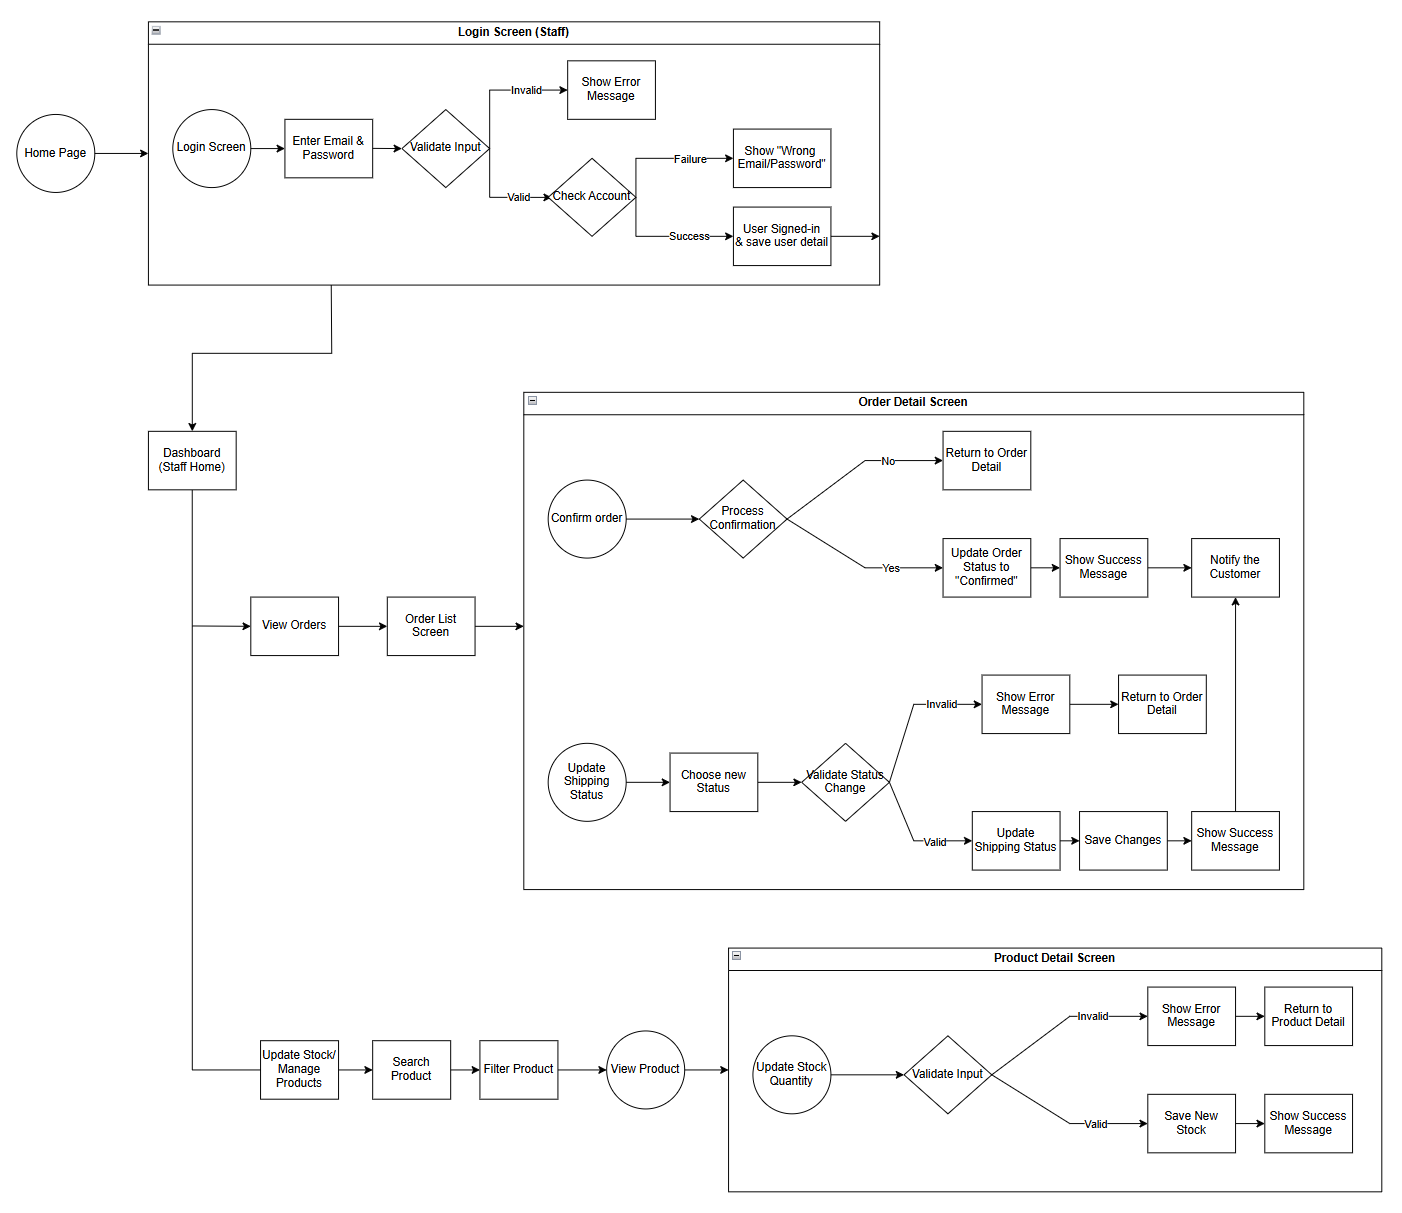 Login Screen (Staff)
Home Page
Login Screen
Enter Email &
Password
Validate Input
Invalid
Show Error
Message
Valid
Check Account
Failure
Show "Wrong
Email/Password"
Success
User Signed-in
& save user detail
Dashboard
(Staff Home)
View Orders
Order List
Screen
Order Detail Screen
Confirm order
Process
Confirmation
No
Return to Order
Detail
Yes
Update Order
Status to
"Confirmed"
Show Success
Message
Notify the
Customer
Update
Shipping
Status
Choose new
Status
Validate Status
Change
Invalid
Show Error
Message
Return to Order
Detail
Valid
Update
Shipping Status
Save Changes
Show Success
Message
Update Stock/
Manage
Products
Search
Product
Filter Product
View Product
Product Detail Screen
Update Stock
Quantity
Validate Input
Invalid
Show Error
Message
Return to
Product Detail
Valid
Save New
Stock
Show Success
Message